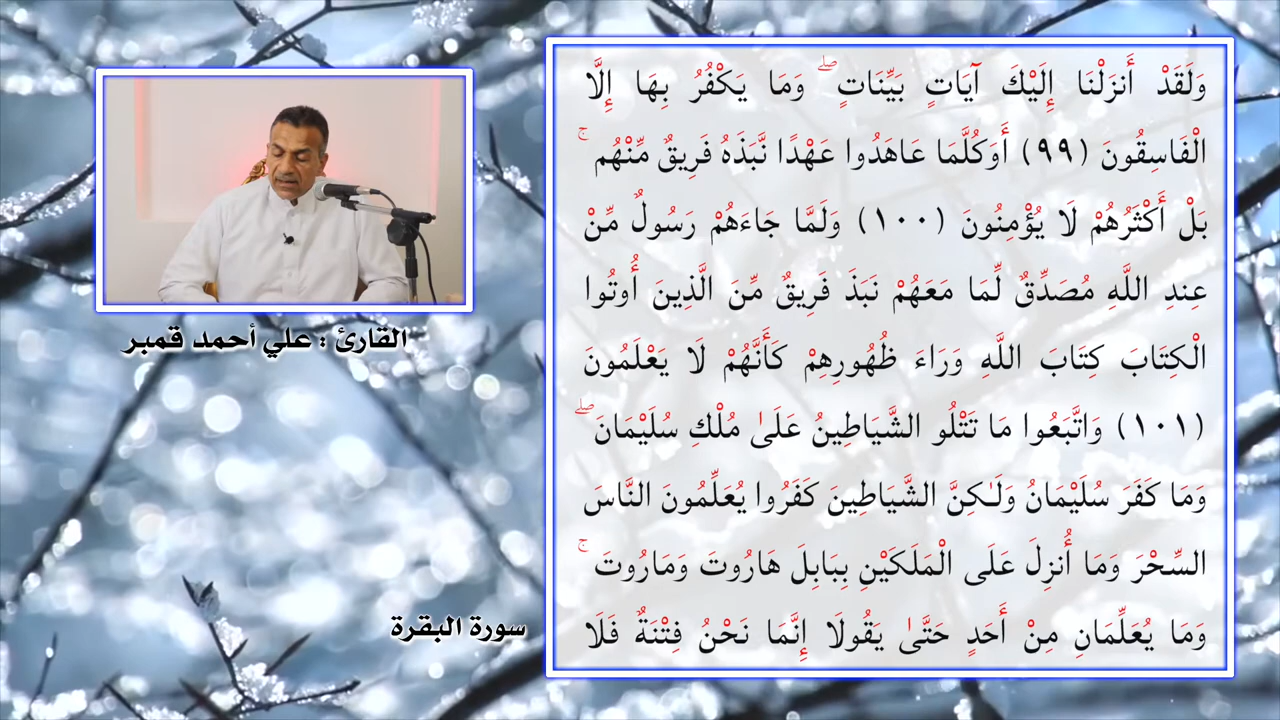 وَلَقَدْ أَنزَلْنَا إِلَيْكَ آيَاتٍ بَيِّنَاتٍ ۖ وَمَا يَكْفُرُ بِهَا إِلَّا
الْفَاسِقُونَ (٩٩) أَوَكُلَّمَا عَاهَدُوا عَهْدًا نَّبَذَهُ فَرِيقٌ مِّنْهُم ۚ
بَلْ أَكْثَرُهُمْ لَا يُؤْمِنُونَ (١٠٠) وَلَمَّا جَاءَهُمْ رَسُولٌ مِّنْ
عِندِ اللَّهِ مُصَدِّقٌ لِّمَا مَعَهُمْ نَبَذَ فَرِيقٌ مِّنَ الَّذِينَ أُوتُوا
الْكِتَابَ كِتَابَ اللَّهِ وَرَاءَ ظُهُورِهِمْ كَأَنَّهُمْ لَا يَعْلَمُونَ
(١٠١) وَاتَّبَعُوا مَا تَتْلُو الشَّيَاطِينُ عَلَىٰ مُلْكِ سُلَيْمَانَ ۖ
وَمَا كَفَرَ سُلَيْمَانُ وَلَـٰكِنَّ الشَّيَاطِينَ كَفَرُوا يُعَلِّمُونَ النَّاسَ
السِّحْرَ وَمَا أُنزِلَ عَلَى الْمَلَكَيْنِ بِبَابِلَ هَارُوتَ وَمَارُوتَ ۚ
وَمَا يُعَلِّمَانِ مِنْ أَحَدٍ حَتَّىٰ يَقُولَا إِنَّمَا نَحْنُ فِتْنَةٌ فَلَا
القارئ : علي أحمد قمبر
سورة البقرة